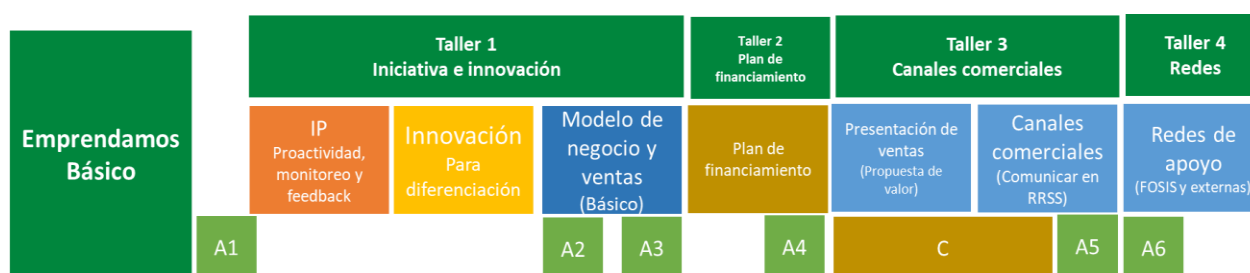 Emprendamos
Básico
Taller 1
Iniciativa e innovación
Taller 2
Plan de
financiamiento
Taller 3
Canales comerciales
Taller 4
Redes
IP
Proactividad,
monitoreo y
feedback
Innovación
Para
diferenciación
Modelo de
negocio y
ventas
(Básico)
Plan de
financiamiento
Presentación de
ventas
(Propuesta de
valor)
Canales
comerciales
(Comunicar en
RRSS)
Redes de
apoyo
(FOSIS y externas)
A1
A2
A3
A4
C
A5
A6